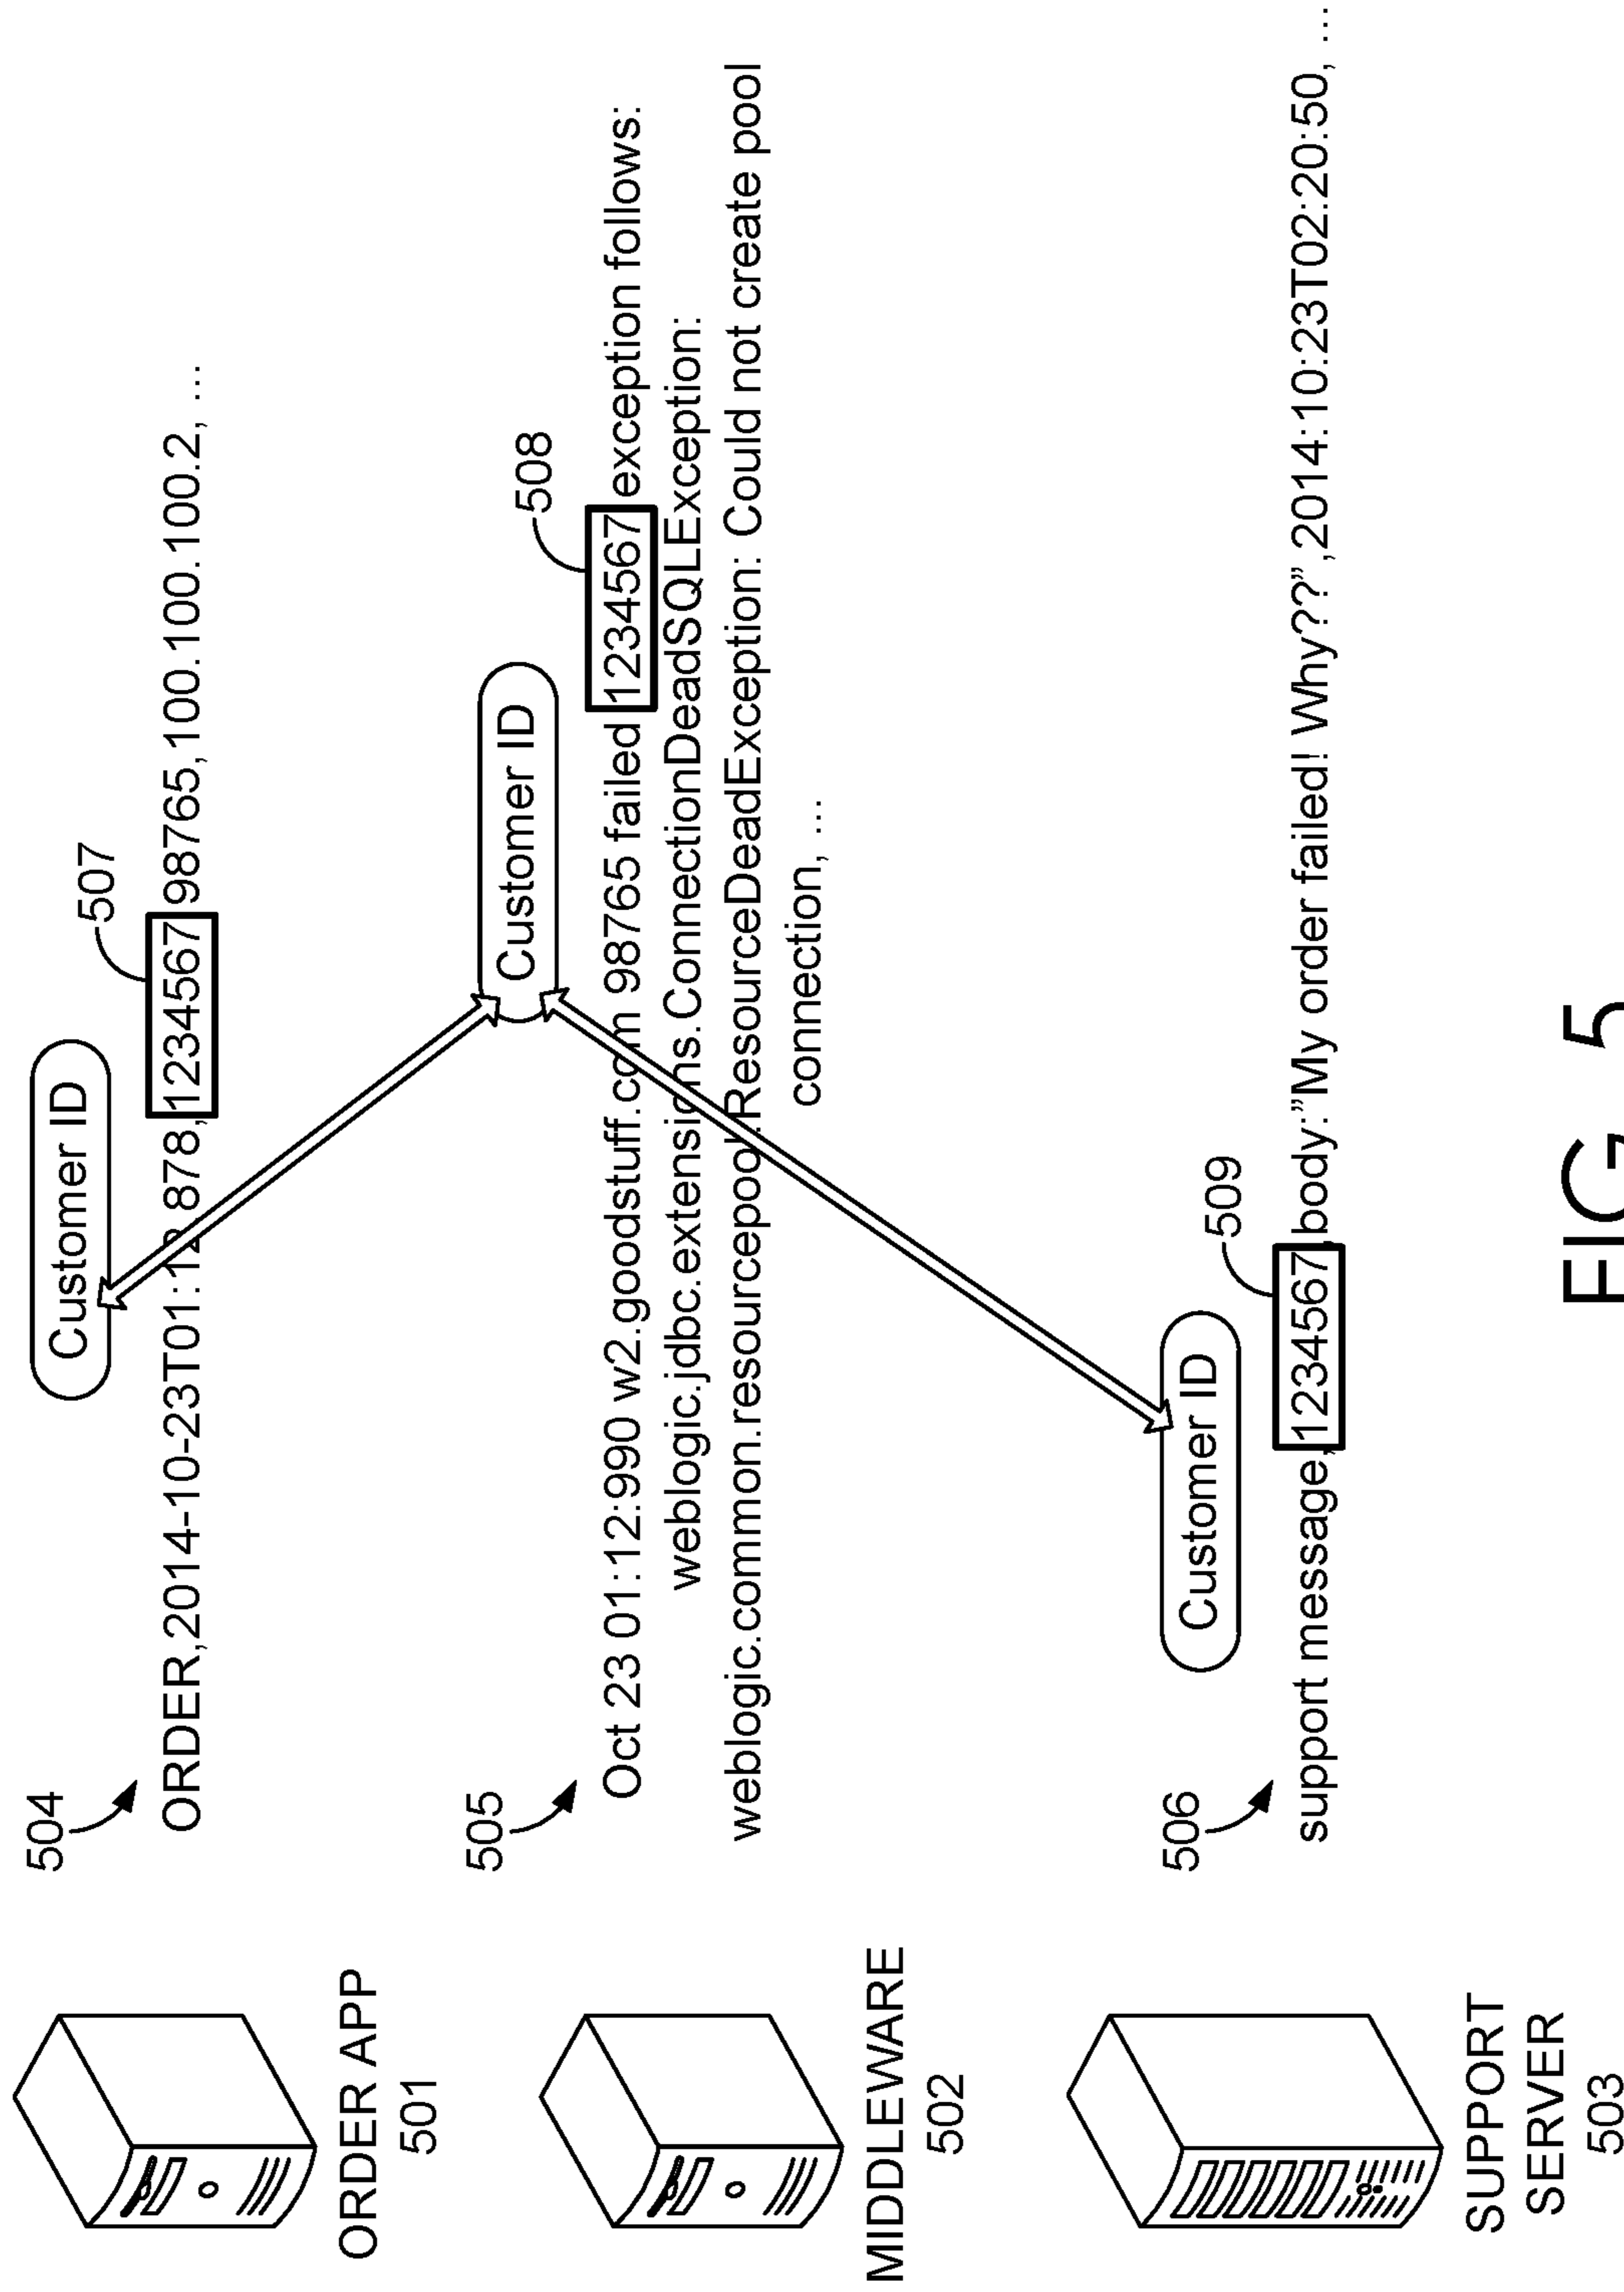 504
Customer ID
507
ORDER,2014-10-23T01:12 878,1234567 98765,100.100.100.2, ...
ORDER APP
501
505
Customer ID
508
Oct 23 01:12:990 w2.goodstuff.com 98765 failed 1234567 exception follows:
weblogic.jdbc.extensions.ConnectionDeadSQLException:
weblogic.common.resourcepool.ResourceDeadException: Could not create pool
connection, ...
MIDDLEWARE
502
506
Customer ID
509
support message,1234567,body:"My order failed! Why??",2014:10:23T02:20:50, ...
SUPPORT
SERVER
503
FIG. 5